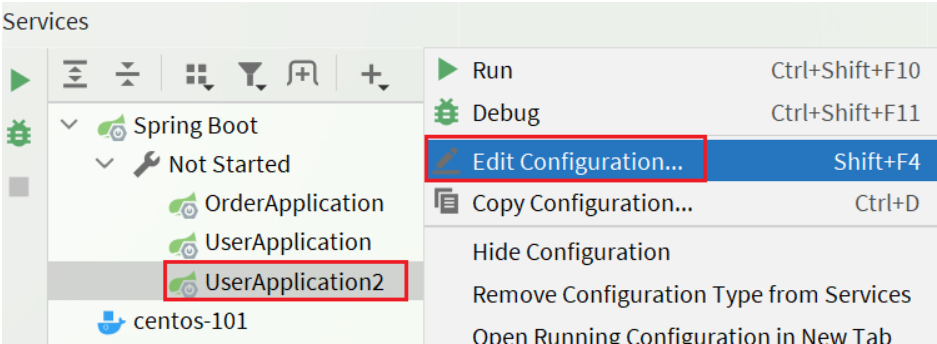 Services
Spring Boot
Not Started
OrderApplication
UserApplication
UserApplication2
centos-101
Run Ctrl+Shift+F10
Debug Ctrl+Shift+F11
Edit Configuration... Shift+F4
Copy Configuration... Ctrl+D
Hide Configuration
Remove Configuration Type from Services
Open Running Configuration in New Tab